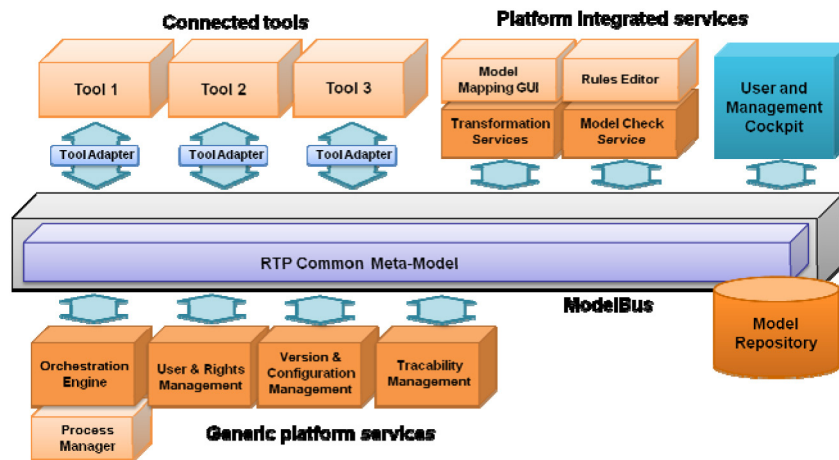 Connected tools
Platform integrated services
Tool 1
Tool 2
Tool 3
Model
Mapping GUI
Rules Editor
Transformation
Services
Model Check
Service
User and
Management
Cockpit
Tool Adapter
Tool Adapter
Tool Adapter
RTP Common Meta-Model
ModelBus
Model
Repository
Orchestration
Engine
User & Rights
Management
Version &
Configuration
Management
Tracability
Management
Process
Manager
Generic platform services